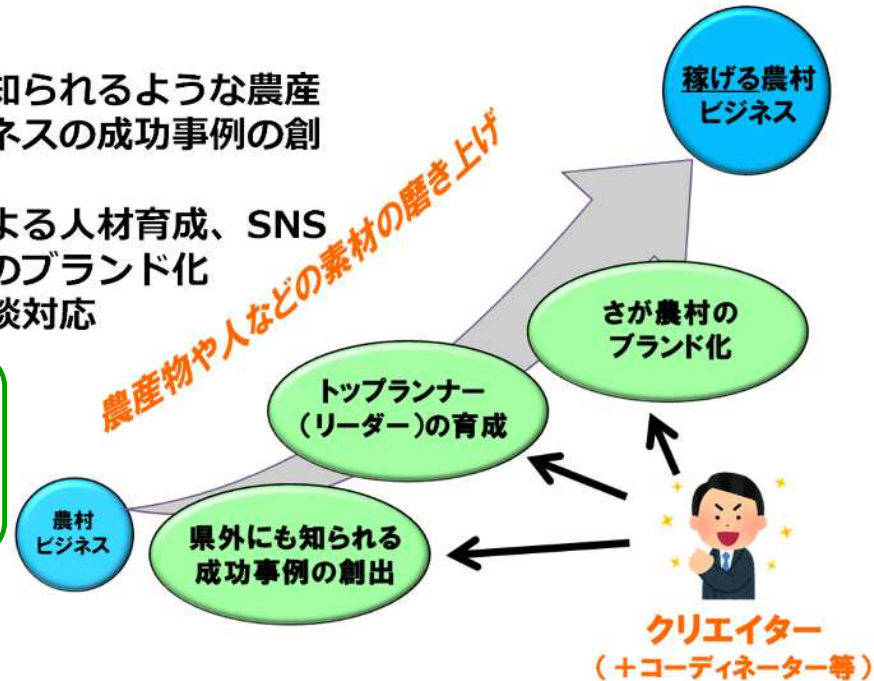 知られるような農産
ネスの成功事例の創
よる人材育成、SNS
のブランド化
談対応
稼げる農村
ビジネス
農産物や人などの素材の磨き上げ
さが農村の
ブランド化
トップランナー
（リーダー）の育成
農村
ビジネス
県外にも知られる
成功事例の創出
クリエイター
（＋コーディネーター等）